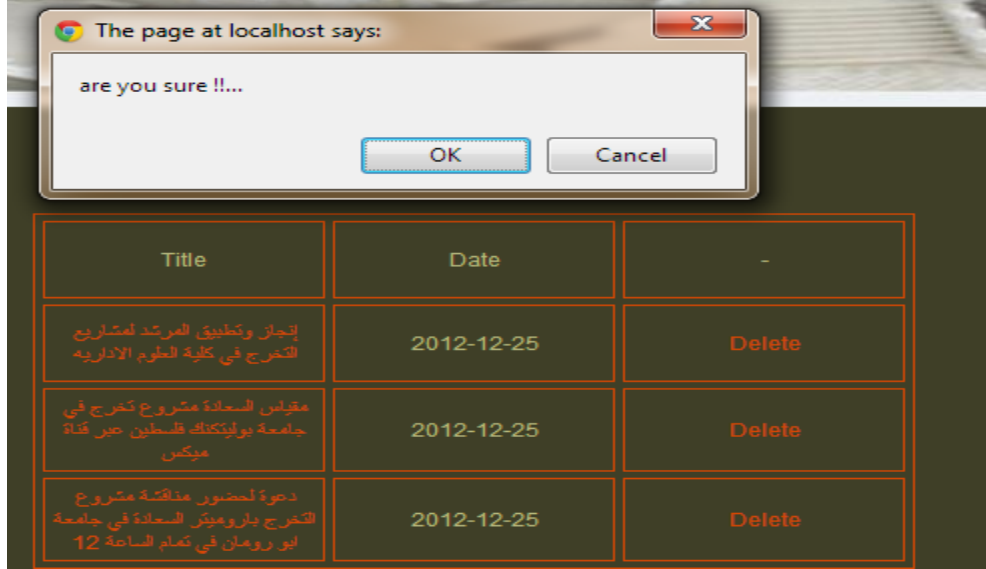 The page at localhost says:
are you sure !!...
OK Cancel
Title Date -
إنجاز وتطبيق المرشد لمشاريع
التخرج في كلية العلوم الاداريه
2012-12-25 Delete
مقياس السعادة مشروع تخرج في
جامعة بوليتكنك فلسطين عبر قناة
ميكس
2012-12-25 Delete
دعوة لحضور مناقشة مشروع
التخرج باروميتر السعادة في جامعة
ابو رومان في تمام الساعة 12
2012-12-25 Delete